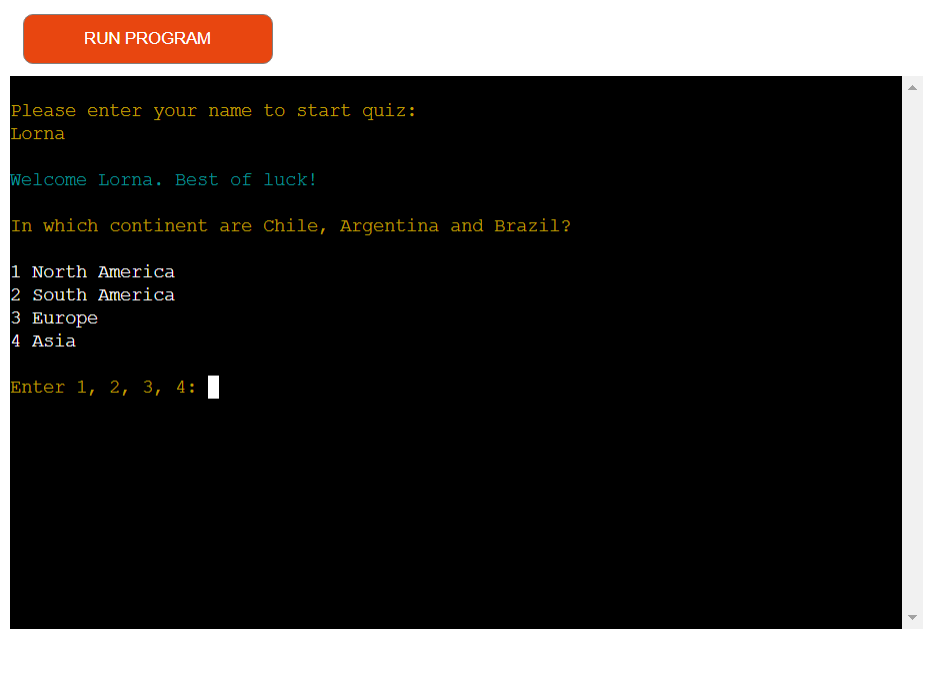 RUN PROGRAM
Please enter your name to start quiz:
Lorna
Welcome Lorna. Best of luck!
In which continent are Chile, Argentina and Brazil?
1 North America
2 South America
3 Europe
4 Asia
Enter 1, 2, 3, 4: